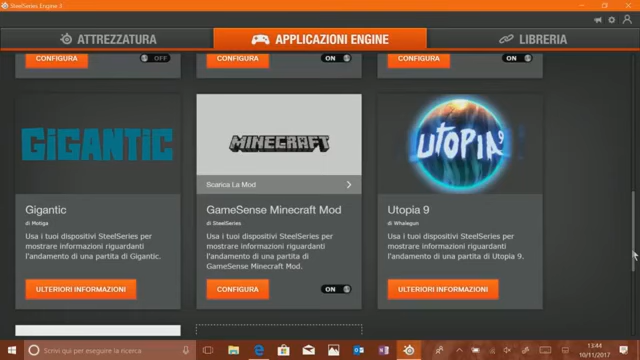 SteelSeries Engine 3
ATTREZZATURA
APPLICAZIONI ENGINE
LIBRERIA
CONFIGURA
OFF
CONFIGURA
ON
CONFIGURA
ON
GIGANTIC
MINECRAFT
UTOPIA 9
Scarica La Mod
Gigantic
di Motiga
Usa i tuoi dispositivi SteelSeries per
mostrare informazioni riguardanti
l'andamento di una partita di Gigantic.
ULTERIORI INFORMAZIONI
GameSense Minecraft Mod
di SteelSeries
Usa i tuoi dispositivi SteelSeries per
mostrare informazioni riguardanti
l'andamento di una partita di
GameSense Minecraft Mod.
CONFIGURA
ON
Utopia 9
di Whalegun
Usa i tuoi dispositivi SteelSeries per
mostrare informazioni riguardanti
l'andamento di una partita di Utopia 9.
ULTERIORI INFORMAZIONI
Scrivi qui per eseguire la ricerca
13:44
10/11/2017